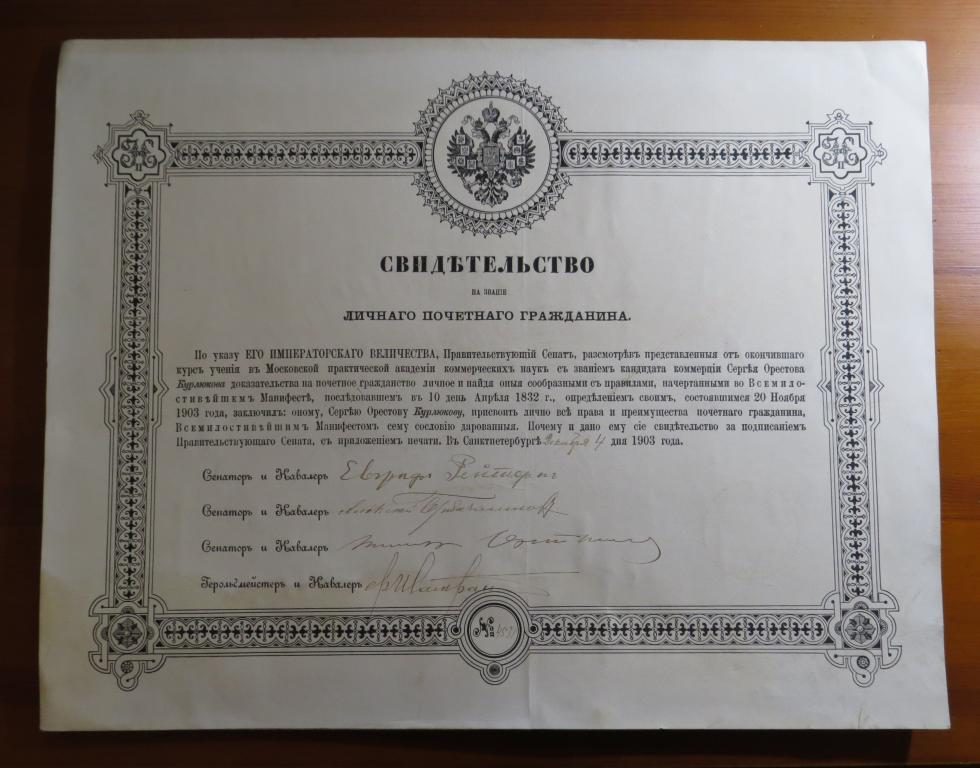 СВИДѢТЕЛЬСТВО
НА ЗВАНІЕ
ЛИЧНАГО ПОЧЕТНАГО ГРАЖДАНИНА.
По указу ЕГО ИМПЕРАТОРСКАГО ВЕЛИЧЕСТВА, Правительствующій Сенатъ, разсмотрѣвъ представленныя отъ окончившаго
курсъ ученія въ Московской практической академіи коммерческихъ наукъ съ званіемъ кандидата коммерціи Сергѣя Орестова
Курлюкова доказательства на почетное гражданство личное и найдя оныя сообразными съ правилами, начертанными во Всемило-
стивѣйшемъ Манифестѣ, послѣдовавшемъ въ 10 день Апрѣля 1832 г., опредѣленіемъ своимъ, состоявшимся 20 Ноября
1903 года, заключилъ: оному, Сергѣю Орестову Курлюкову, присвоить лично всѣ права и преимущества почетнаго гражданина,
Всемилостивѣйшимъ Манифестомъ сему сословію дарованныя. Почему и дано ему сіе свидѣтельство за подписаніемъ
Правительствующаго Сената, съ приложеніемъ печати. Въ Санктпетербургѣ Декабря 4 дня 1903 года.
Сенаторъ и Кавалеръ Евграфъ Рейтернъ
Сенаторъ и Кавалеръ
Сенаторъ и Кавалеръ
Герольдмейстеръ и Кавалеръ
№